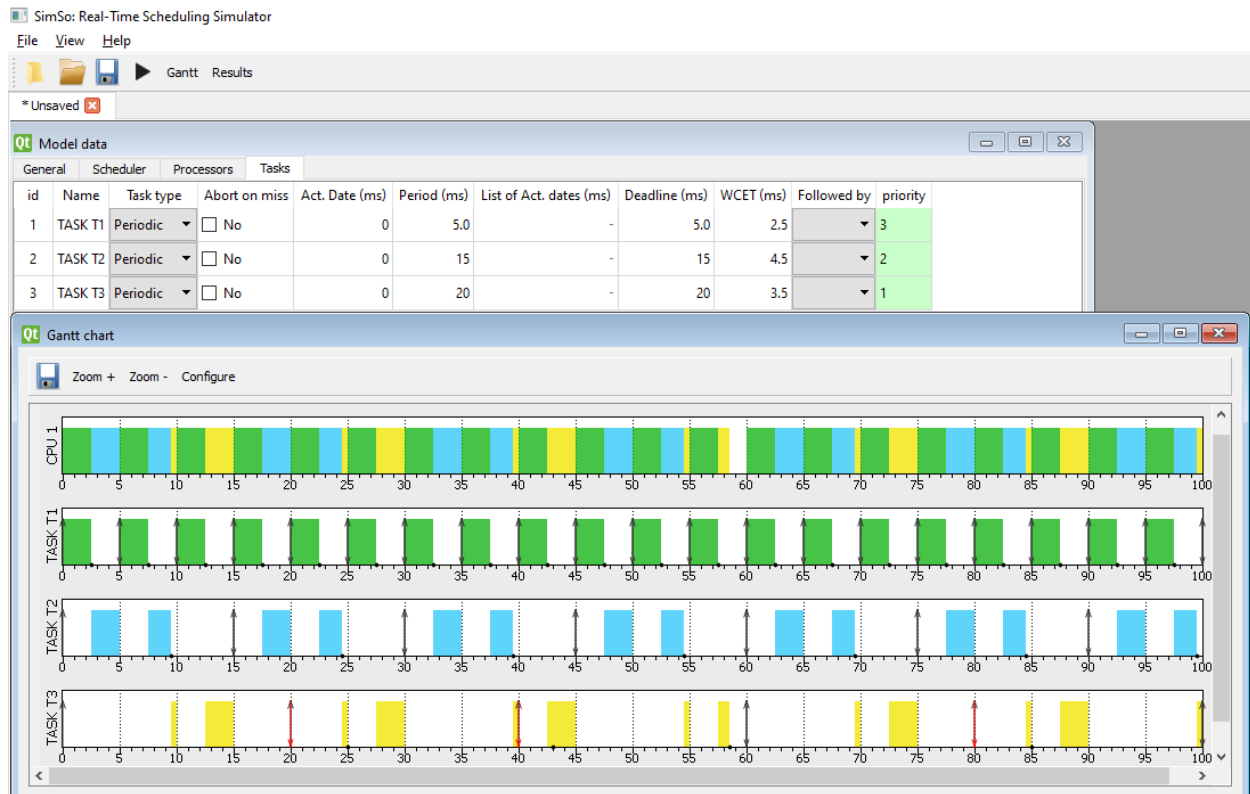 SimSo: Real-Time Scheduling Simulator
File View Help
Gantt Results
* Unsaved
Qt Model data
General Scheduler Processors Tasks
id Name Task type Abort on miss Act. Date (ms) Period (ms) List of Act. dates (ms) Deadline (ms) WCET (ms) Followed by priority
1 TASK T1 Periodic No 0 5.0 - 5.0 2.5 3
2 TASK T2 Periodic No 0 15 - 15 4.5 2
3 TASK T3 Periodic No 0 20 - 20 3.5 1
Qt Gantt chart
Zoom + Zoom - Configure
CPU 1
0 5 10 15 20 25 30 35 40 45 50 55 60 65 70 75 80 85 90 95 100
TASK T1
0 5 10 15 20 25 30 35 40 45 50 55 60 65 70 75 80 85 90 95 100
TASK T2
0 5 10 15 20 25 30 35 40 45 50 55 60 65 70 75 80 85 90 95 100
TASK T3
0 5 10 15 20 25 30 35 40 45 50 55 60 65 70 75 80 85 90 95 100